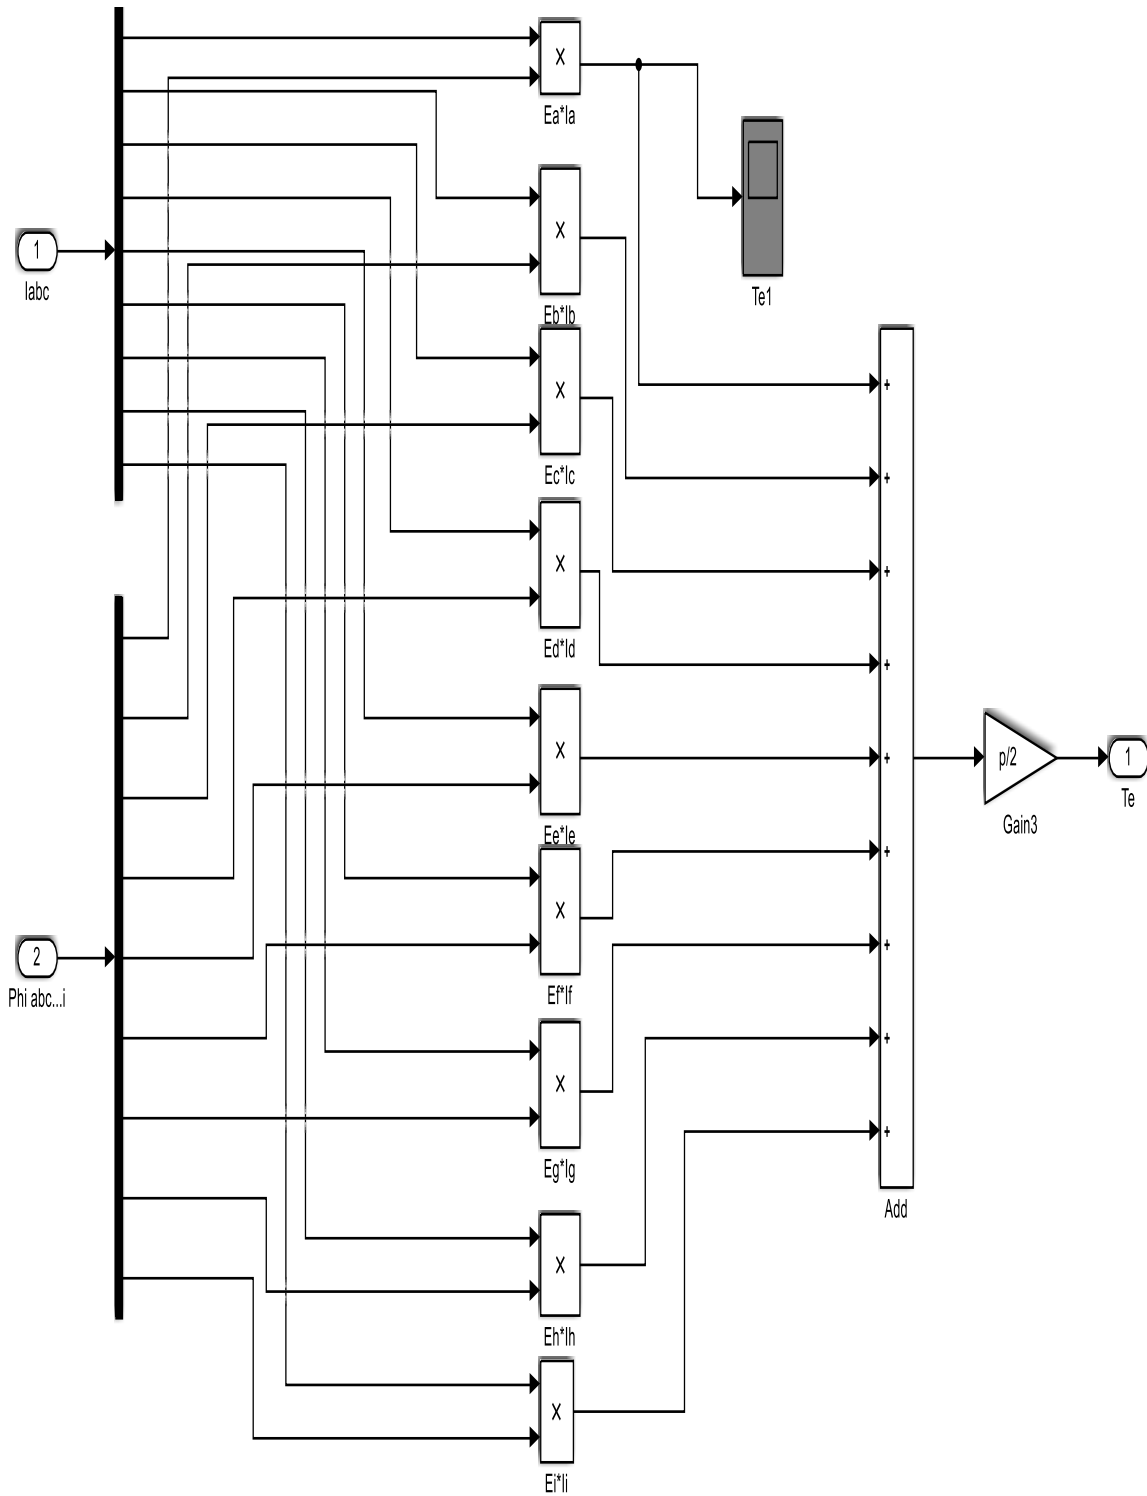 ×
Ea*Ia
×
1
Iabc
Te1
Eb*Ib
×
+
Ec*Ic
+
×
+
Ed*Id
+
×
+
p/2
1
Te
Gain3
Ee*Ie
+
×
+
2
Phi abc...i
Ef*If
+
×
+
Eg*Ig
Add
×
Eh*Ih
×
Ei*Ii